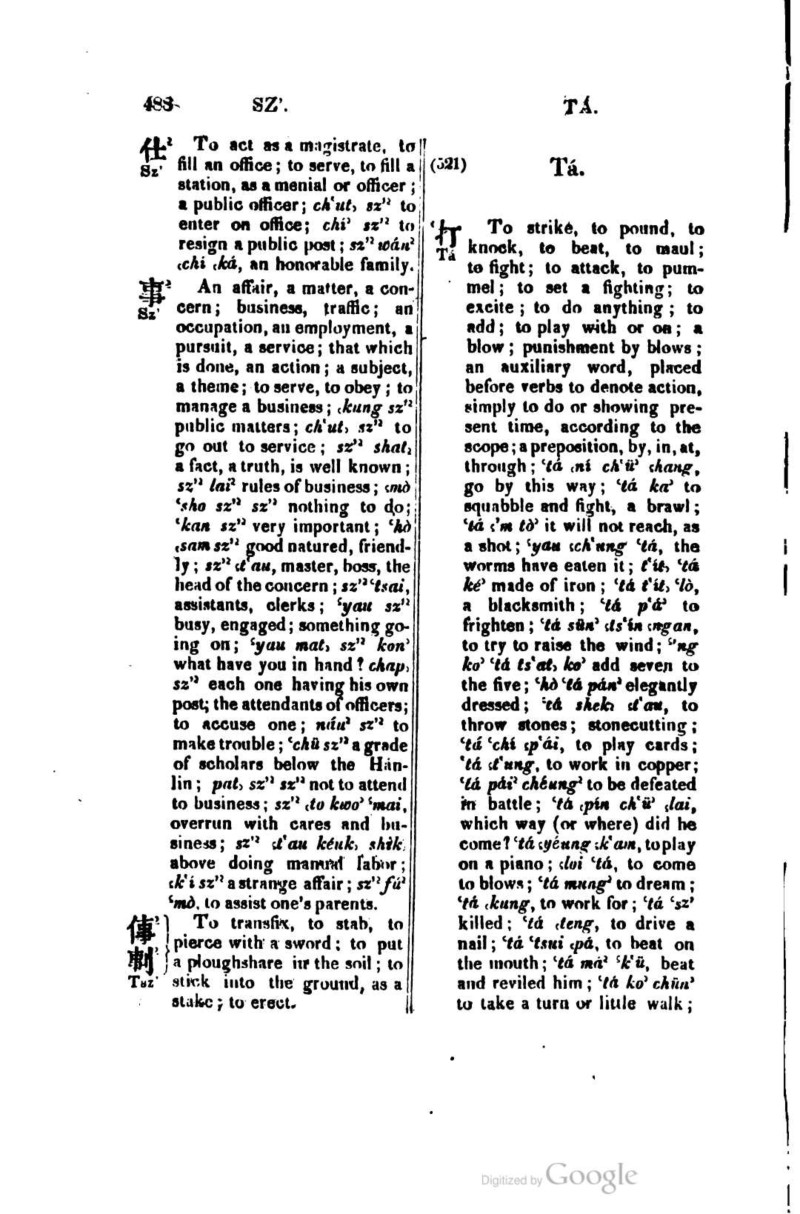 488 SZ’. TÁ.
仕² To act as a magistrate, to
Sz’ fill an office; to serve, to fill a
station, as a menial or officer;
a public officer; ch‘ut› sz’² to
enter on office; chí’ sz’² to
resign a public post; sz’² wán²
‹chi ‹ká, an honorable family.
事² An affair, a matter, a con-
Sz’ cern; business, traffic; an
occupation, an employment, a
pursuit, a service; that which
is done, an action; a subject,
a theme; to serve, to obey; to
manage a business; ‹kung sz’²
public matters; ch‘ut› sz’² to
go out to service; sz’² shat›
a fact, a truth, is well known;
sz’² lai² rules of business; ‹mò
‘sho sz’² sz’² nothing to do;
‘kan sz’² very important; ‘hò
‹sam sz’² good natured, friend-
ly; sz’² ‹t‘au, master, boss, the
head of the concern; sz’² ‘tsai,
assistants, clerks; ‘yau sz’²
busy, engaged; something go-
ing on; ‘yau mat› sz’² kon’
what have you in hand? chap›
sz’² each one having his own
post; the attendants of officers;
to accuse one; náu² sz’² to
make trouble; ‘chü sz’² a grade
of scholars below the Hán-
lin; pat› sz’² sz’² not to attend
to business; sz’² ‹to kwo’ ‘mai,
overrun with cares and bu-
siness; sz’² ‹t‘au kéuk› shik›
above doing manual labor;
‹k‘í sz’² a strange affair; sz’² fú²
‘mò, to assist one's parents.
倳’ To transfix, to stab, to
剚’ pierce with a sword; to put
Tsz’ a ploughshare in the soil; to
stick into the ground, as a
stake; to erect.
(521) Tá.
‘打 To strike, to pound, to
Tá knock, to beat, to maul;
to fight; to attack, to pum-
mel; to set a fighting; to
excite; to do anything; to
add; to play with or on; a
blow; punishment by blows;
an auxiliary word, placed
before verbs to denote action,
simply to do or showing pre-
sent time, according to the
scope; a preposition, by, in, at,
through; ‘tá ‹ní ch‘ü’ ‹hang,
go by this way; ‘tá ka’ to
squabble and fight, a brawl;
‘tá ‹’m tò’ it will not reach, as
a shot; ‘yau ‹ch‘ung ‘tá, the
worms have eaten it; t‘ít› ‘tá
ké’ made of iron; ‘tá t‘ít› ‘lò,
a blacksmith; ‘tá p‘á’ to
frighten; ‘tá sün’ ‹ts‘ín ‹ngan,
to try to raise the wind; ‘’ng
ko’ ‘tá ts‘at› ko’ add seven to
the five; ‘hò ‘tá pán’ elegantly
dressed; ‘tá shek› ‹t‘au, to
throw stones; stonecutting;
‘tá ‘chí ‹p‘ái, to play cards;
‘tá ‹t‘ung, to work in copper;
‘tá pái² chéung² to be defeated
in battle; ‘tá ‹pín ch‘ü’ ‹lai,
which way (or where) did he
come? ‘tá ‹yéung ‹k‘am, to play
on a piano; ‹loi ‘tá, to come
to blows; ‘tá mung² to dream;
‘tá ‹kung, to work for; ‘tá ‘sz’
killed; ‘tá ‹teng, to drive a
nail; ‘tá ‘tsui ‹pá, to beat on
the mouth; ‘tá má² ‘k‘ü, beat
and reviled him; ‘tá ko’ chün’
to take a turn or little walk;
Digitized by Google